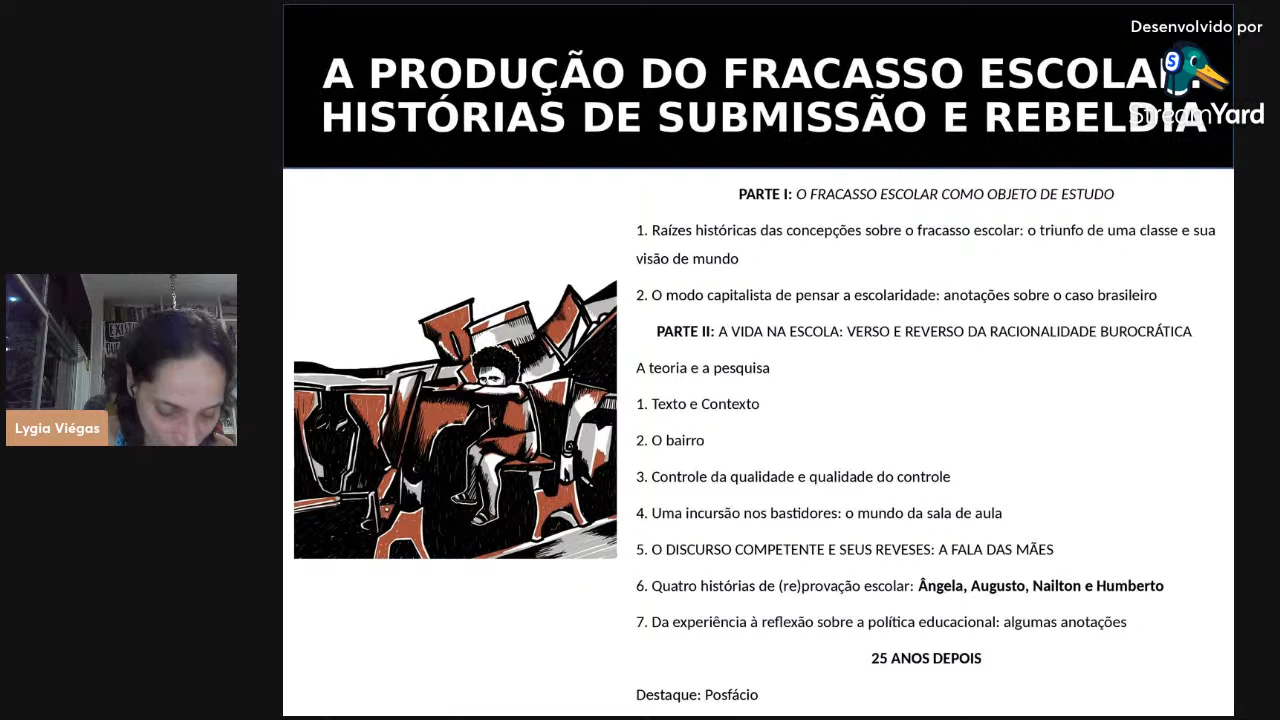 Desenvolvido por
StreamYard
A PRODUÇÃO DO FRACASSO ESCOLAR:
HISTÓRIAS DE SUBMISSÃO E REBELDIA
PARTE I: O FRACASSO ESCOLAR COMO OBJETO DE ESTUDO
1. Raízes históricas das concepções sobre o fracasso escolar: o triunfo de uma classe e sua
visão de mundo
2. O modo capitalista de pensar a escolaridade: anotações sobre o caso brasileiro
PARTE II: A VIDA NA ESCOLA: VERSO E REVERSO DA RACIONALIDADE BUROCRÁTICA
A teoria e a pesquisa
1. Texto e Contexto
2. O bairro
3. Controle da qualidade e qualidade do controle
4. Uma incursão nos bastidores: o mundo da sala de aula
5. O DISCURSO COMPETENTE E SEUS REVESES: A FALA DAS MÃES
6. Quatro histórias de (re)provação escolar: Ângela, Augusto, Nailton e Humberto
7. Da experiência à reflexão sobre a política educacional: algumas anotações
25 ANOS DEPOIS
Destaque: Posfácio
Lygia Viégas